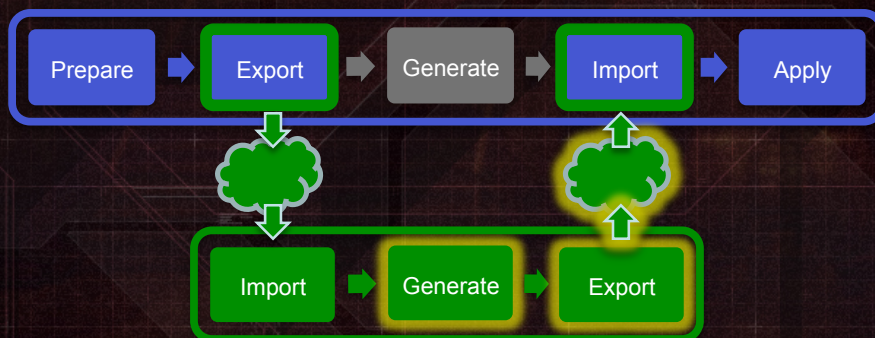 Prepare
Export
Generate
Import
Apply
Import
Generate
Export